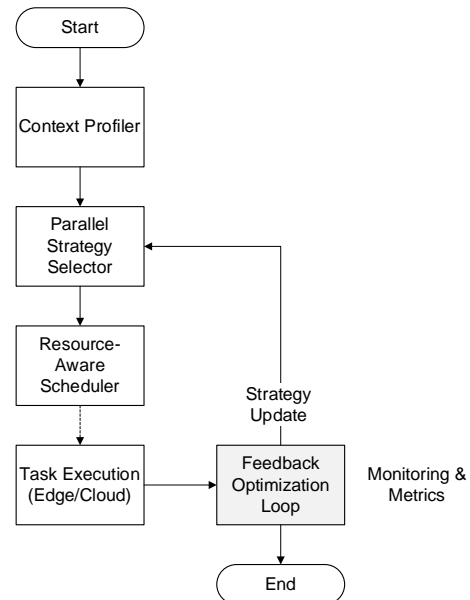 Start
Context Profiler
Parallel
Strategy
Selector
Resource-
Aware
Scheduler
Strategy
Update
Task Execution
(Edge/Cloud)
Feedback
Optimization
Loop
Monitoring &
Metrics
End